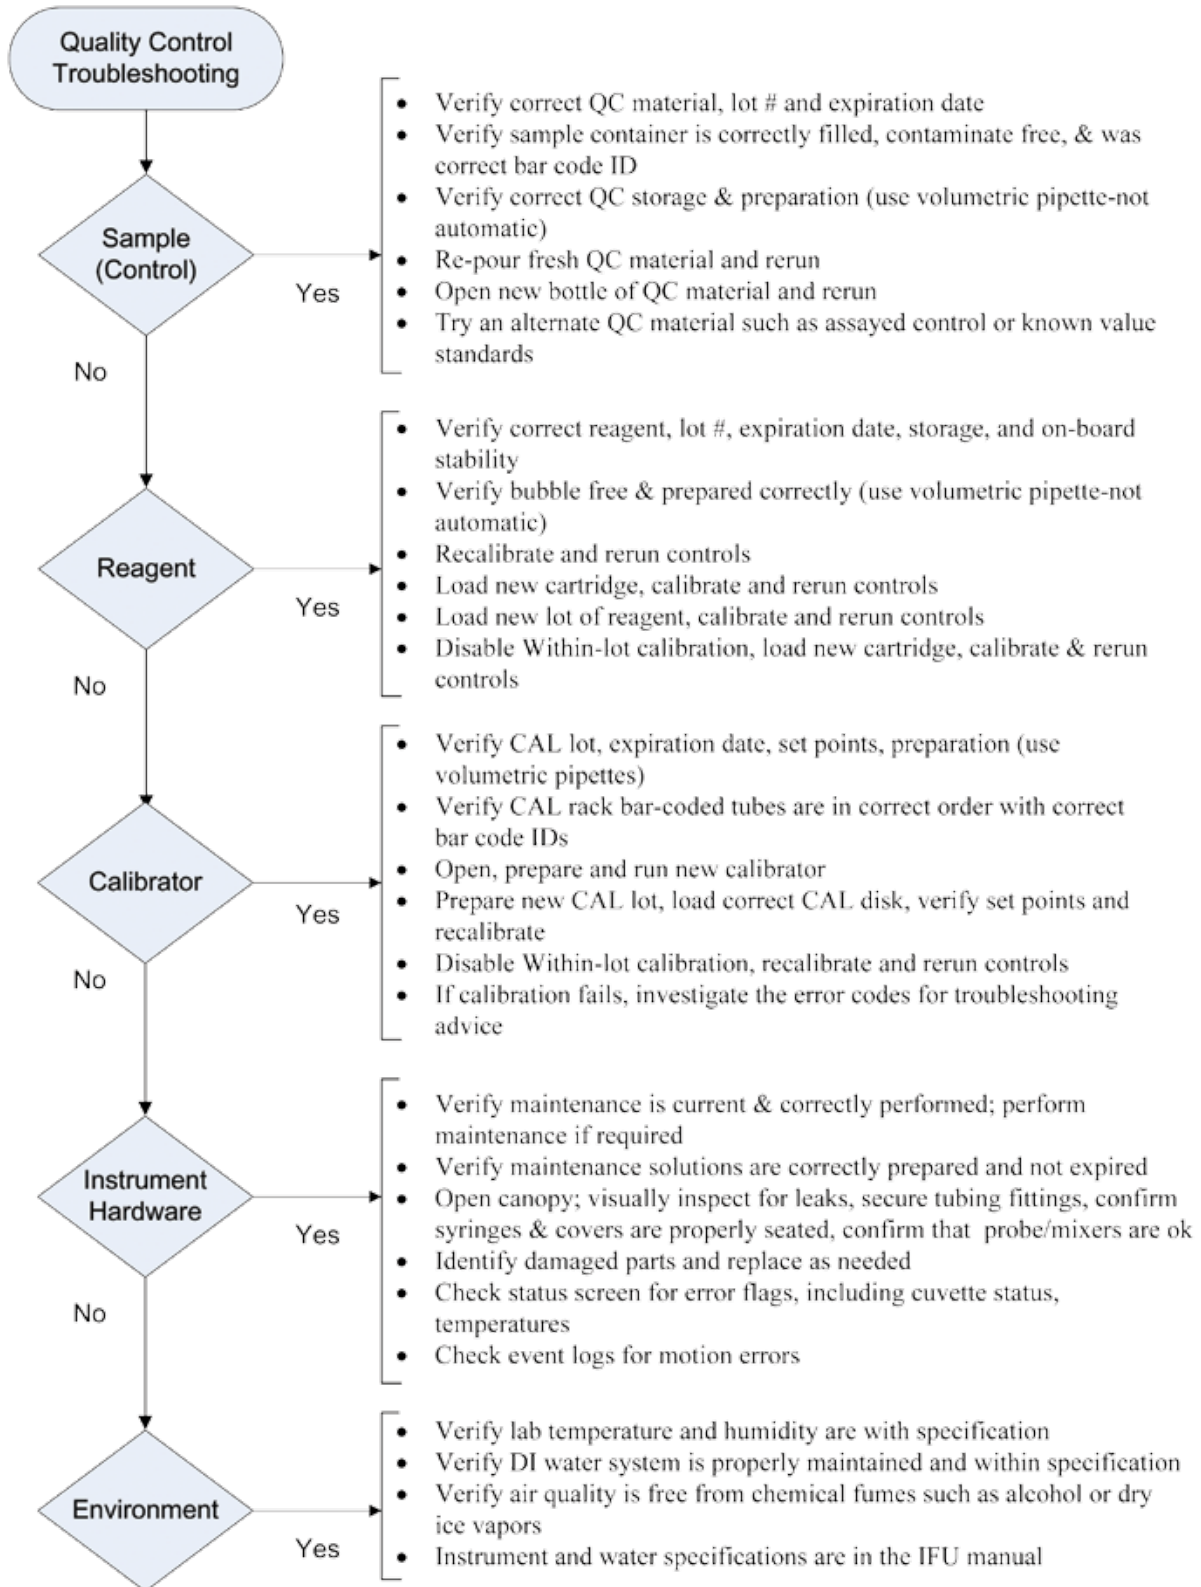 Quality Control
Troubleshooting
• Verify correct QC material, lot # and expiration date
• Verify sample container is correctly filled, contaminate free, & was
correct bar code ID
• Verify correct QC storage & preparation (use volumetric pipette-not
automatic)
• Re-pour fresh QC material and rerun
• Open new bottle of QC material and rerun
• Try an alternate QC material such as assayed control or known value
standards
Sample
(Control)
Yes
No
• Verify correct reagent, lot #, expiration date, storage, and on-board
stability
• Verify bubble free & prepared correctly (use volumetric pipette-not
automatic)
• Recalibrate and rerun controls
• Load new cartridge, calibrate and rerun controls
• Load new lot of reagent, calibrate and rerun controls
• Disable Within-lot calibration, load new cartridge, calibrate & rerun
controls
Reagent
Yes
No
• Verify CAL lot, expiration date, set points, preparation (use
volumetric pipettes)
• Verify CAL rack bar-coded tubes are in correct order with correct
bar code IDs
• Open, prepare and run new calibrator
• Prepare new CAL lot, load correct CAL disk, verify set points and
recalibrate
• Disable Within-lot calibration, recalibrate and rerun controls
• If calibration fails, investigate the error codes for troubleshooting
advice
Calibrator
Yes
No
• Verify maintenance is current & correctly performed; perform
maintenance if required
• Verify maintenance solutions are correctly prepared and not expired
• Open canopy; visually inspect for leaks, secure tubing fittings, confirm
syringes & covers are properly seated, confirm that probe/mixers are ok
• Identify damaged parts and replace as needed
• Check status screen for error flags, including cuvette status,
temperatures
• Check event logs for motion errors
Instrument
Hardware
Yes
No
• Verify lab temperature and humidity are with specification
• Verify DI water system is properly maintained and within specification
• Verify air quality is free from chemical fumes such as alcohol or dry
ice vapors
• Instrument and water specifications are in the IFU manual
Environment
Yes